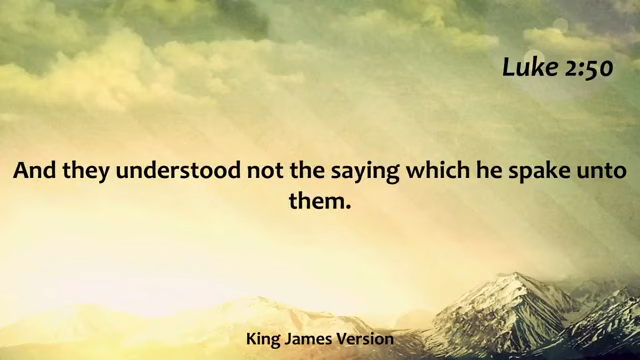 Luke 2:50
And they understood not the saying which he spake unto
them.
King James Version